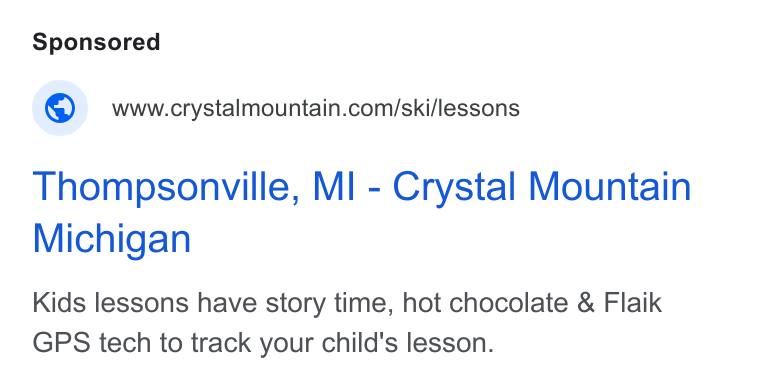 Sponsored
www.crystalmountain.com/ski/lessons
Thompsonville, MI - Crystal Mountain
Michigan
Kids lessons have story time, hot chocolate & Flaik
GPS tech to track your child's lesson.